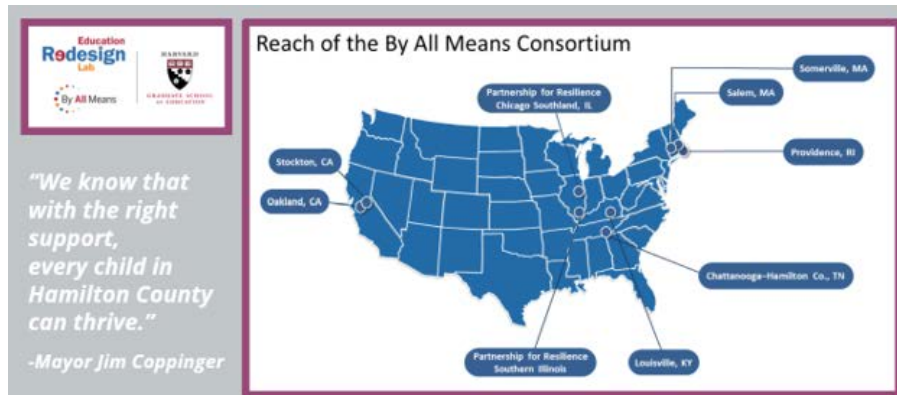 Education
Redesign
Lab
By All Means
HARVARD
GRADUATE SCHOOL
OF EDUCATION
“We know that
with the right
support,
every child in
Hamilton County
can thrive.”
-Mayor Jim Coppinger
Reach of the By All Means Consortium
Somerville, MA
Partnership for Resilience
Chicago Southland, IL
Salem, MA
Stockton, CA
Providence, RI
Oakland, CA
Chattanooga–Hamilton Co., TN
Partnership for Resilience
Southern Illinois
Louisville, KY